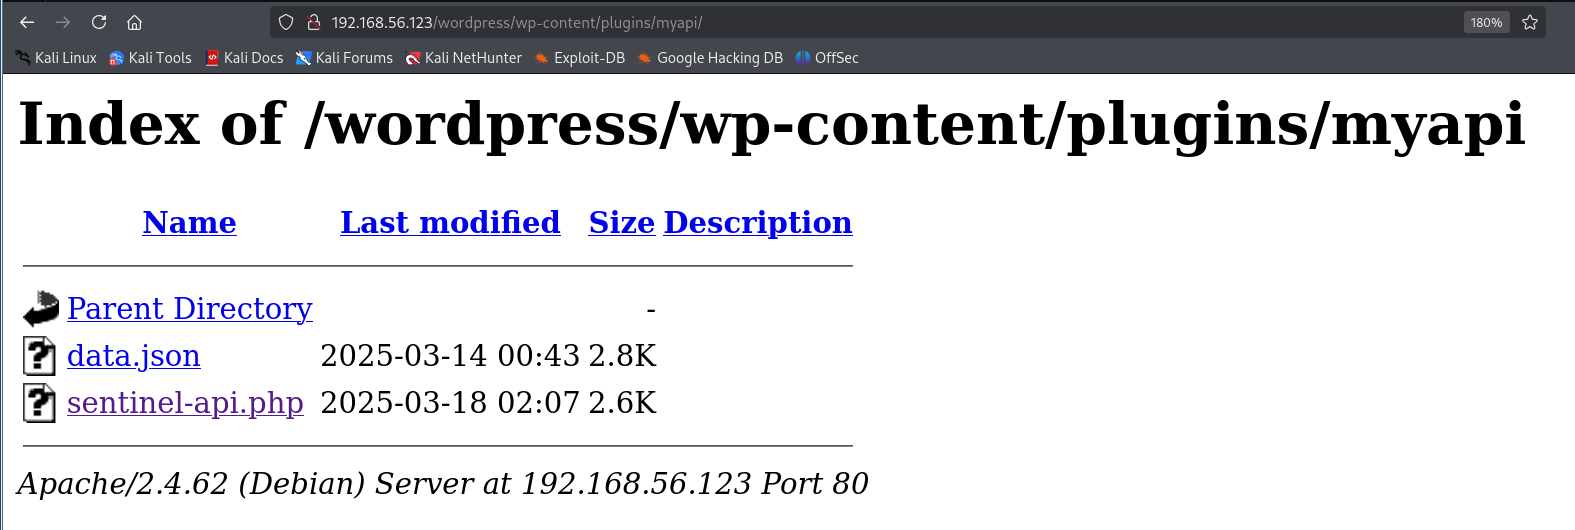 192.168.56.123/wordpress/wp-content/plugins/myapi/ 180%
Kali Linux Kali Tools Kali Docs Kali Forums Kali NetHunter Exploit-DB Google Hacking DB OffSec
Index of /wordpress/wp-content/plugins/myapi
Name Last modified Size Description
Parent Directory -
data.json 2025-03-14 00:43 2.8K
sentinel-api.php 2025-03-18 02:07 2.6K
Apache/2.4.62 (Debian) Server at 192.168.56.123 Port 80